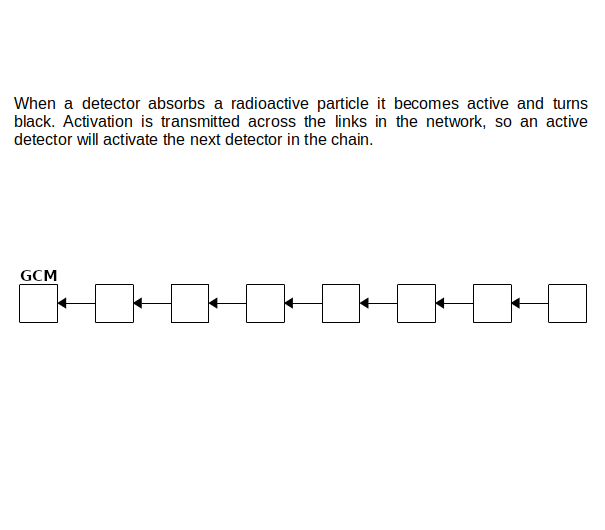 When a detector absorbs a radioactive particle it becomes active and turns
black. Activation is transmitted across the links in the network, so an active
detector will activate the next detector in the chain.
GCM